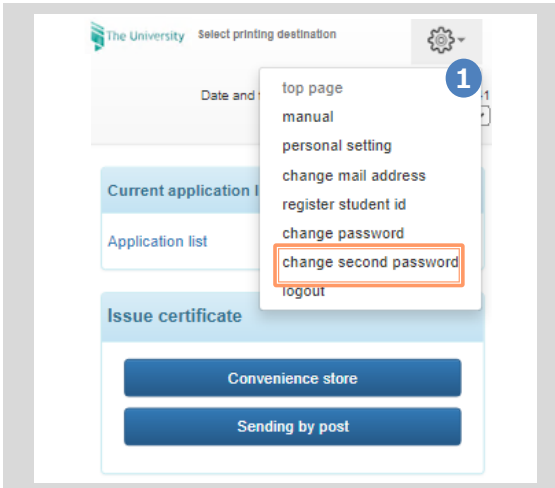 The University
Select printing destination
1
Date and
1
top page
manual
personal setting
change mail address
register student id
change password
change second password
logout
Current application l
Application list
Issue certificate
Convenience store
Sending by post